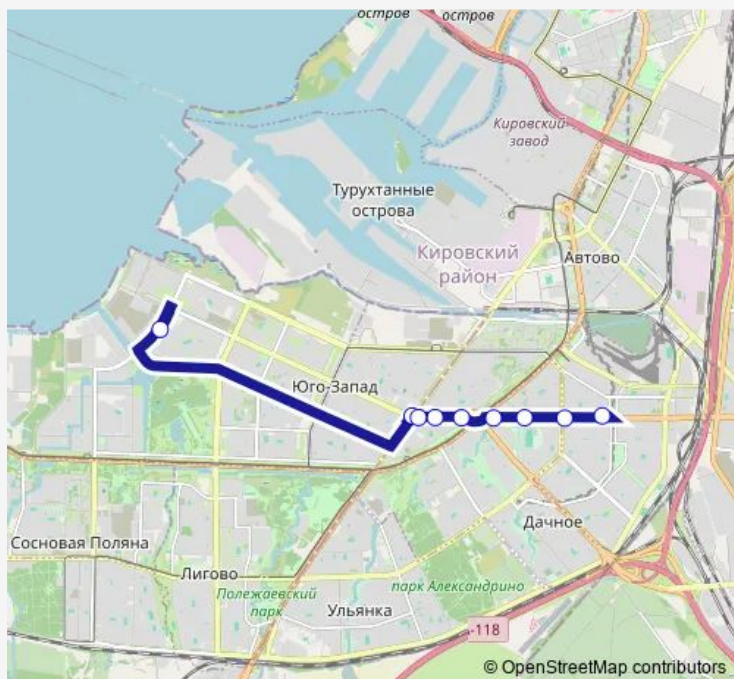 остров
остров
Кировский
завод
Турухтанные
острова
Кировский
район
Автово
Юго-Запад
Дачное
Сосновая Поляна
Лигово
Полежаевский
парк
парк Александрино
Ульянка
-118
© OpenStreetMap contributors